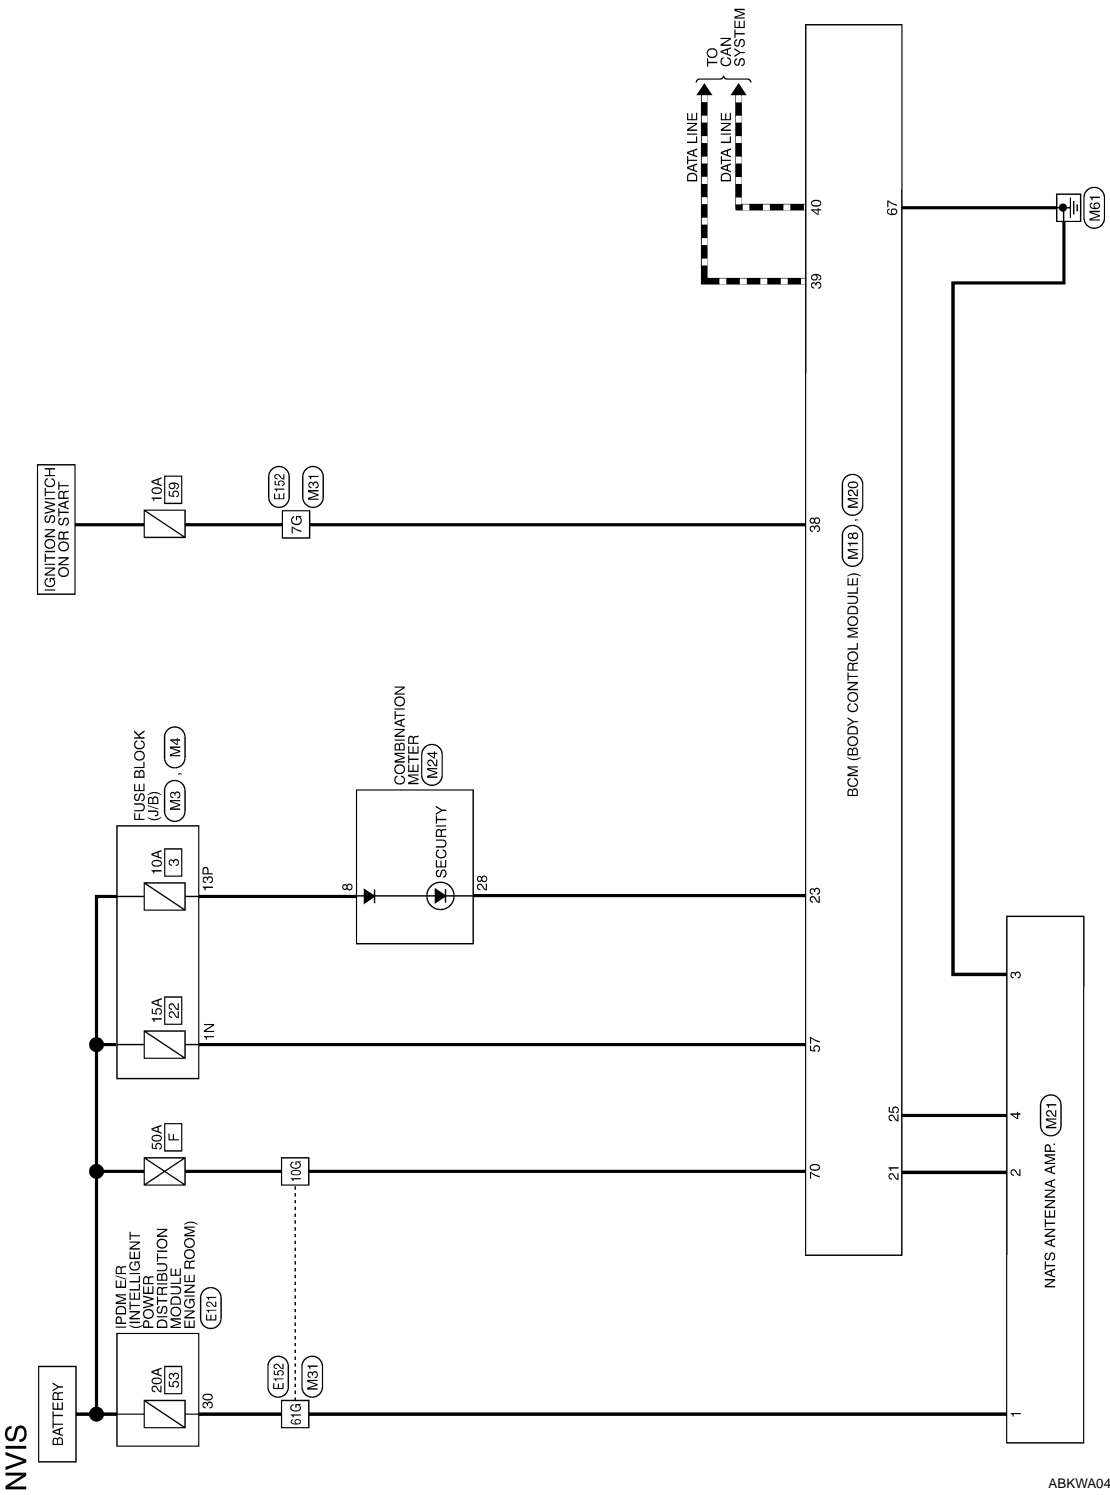 NVIS
BATTERY
IPDM E/R
(INTELLIGENT
POWER
DISTRIBUTION
MODULE
ENGINE ROOM)
E121
20A
53
30
50A
F
FUSE BLOCK
(J/B)
M3 , M4
15A
22
1N
10A
3
13P
IGNITION SWITCH
ON OR START
10A
59
E152
M31
61G
10G
E152
M31
7G
COMBINATION
METER
M24
8
SECURITY
28
DATA LINE
DATA LINE
TO
CAN
SYSTEM
70
57
23
38
39
40
BCM (BODY CONTROL MODULE) M18 , M20
21
25
67
M61
1
2
4
3
NATS ANTENNA AMP. M21
ABKWA04